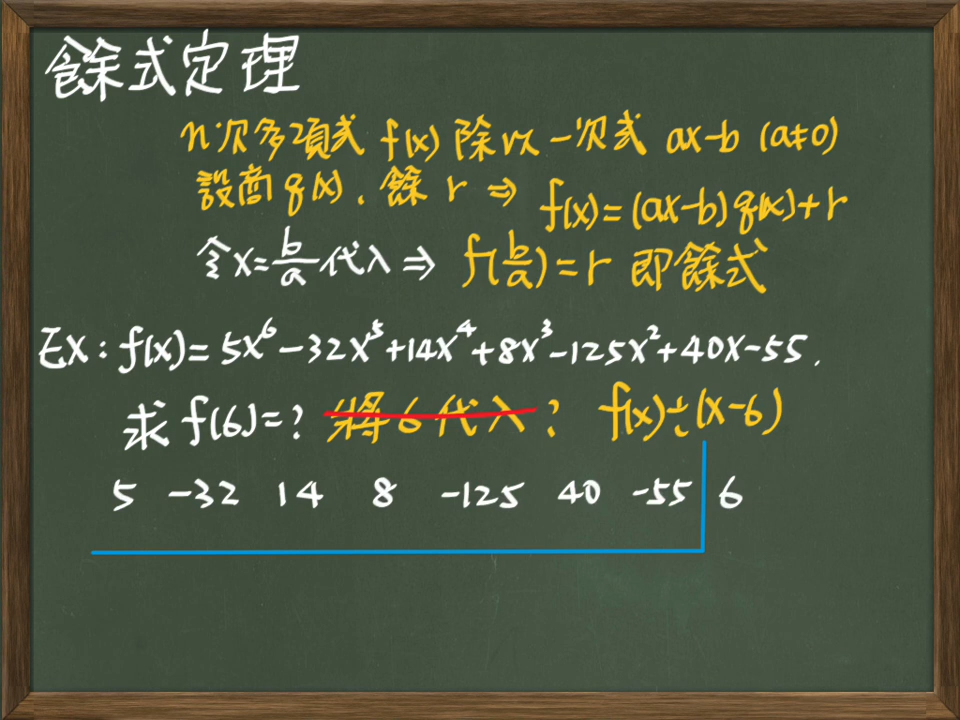 餘式定理
n次多項式 f(x) 除以一次式 ax-b (a≠0)
設商 q(x)、餘 r ⇒ f(x)=(ax-b)q(x)+r
令x=b/a代入 ⇒ f(b/a)=r 即餘式
EX:f(x)=5x⁶-32x⁵+14x⁴+8x³-125x²+40x-55.
求 f(6)=? 將6代入? f(x)÷(x-6)
5 -32 14 8 -125 40 -55 6